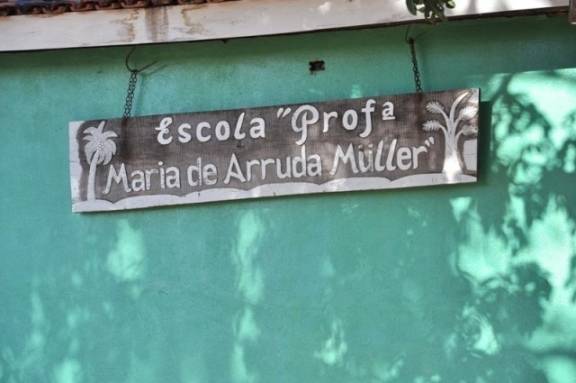 Escola "Profª
Maria de Arruda Müller"